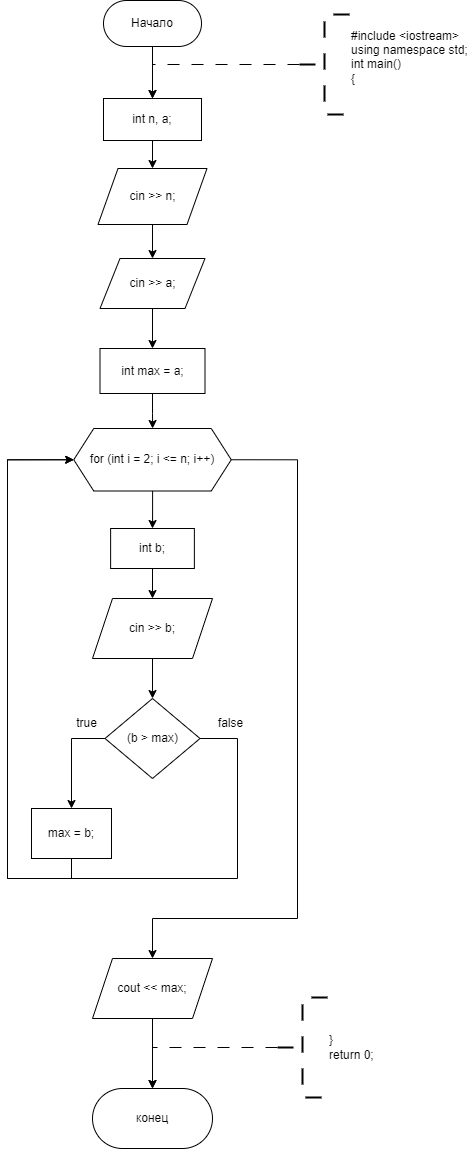 Начало
#include <iostream>
using namespace std;
int main()
{
int n, a;
cin >> n;
cin >> a;
int max = a;
for (int i = 2; i <= n; i++)
int b;
cin >> b;
true
false
(b > max)
max = b;
cout << max;
}
return 0;
конец